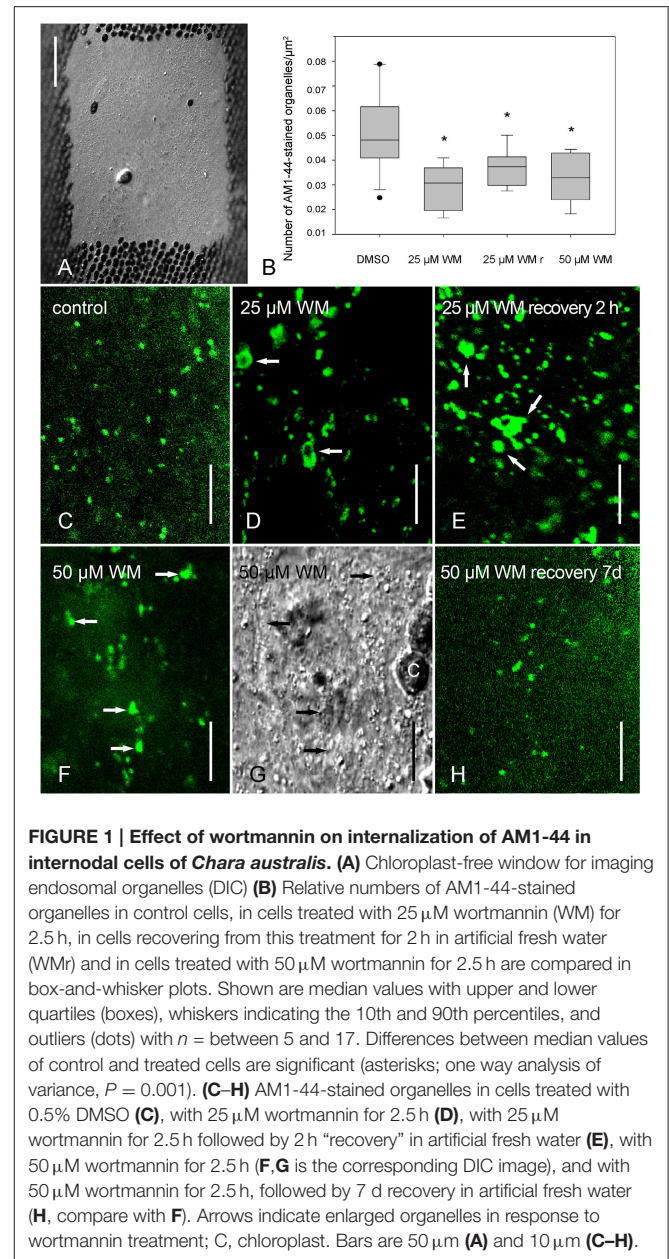 A
B
Number of AM1-44-stained organelles/µm²
0.08
0.07
0.06
0.05
0.04
0.03
0.02
0.01
* * *
DMSO 25 µM WM 25 µM WM r 50 µM WM
control
C
25 µM WM
D
25 µM WM recovery 2 h
E
50 µM WM
F
50 µM WM
C
G
50 µM WM recovery 7d
H
FIGURE 1 | Effect of wortmannin on internalization of AM1-44 in
internodal cells of Chara australis. (A) Chloroplast-free window for imaging
endosomal organelles (DIC) (B) Relative numbers of AM1-44-stained
organelles in control cells, in cells treated with 25 µM wortmannin (WM) for
2.5 h, in cells recovering from this treatment for 2 h in artificial fresh water
(WMr) and in cells treated with 50 µM wortmannin for 2.5 h are compared in
box-and-whisker plots. Shown are median values with upper and lower
quartiles (boxes), whiskers indicating the 10th and 90th percentiles, and
outliers (dots) with n = between 5 and 17. Differences between median values
of control and treated cells are significant (asterisks; one way analysis of
variance, P = 0.001). (C–H) AM1-44-stained organelles in cells treated with
0.5% DMSO (C), with 25 µM wortmannin for 2.5 h (D), with 25 µM
wortmannin for 2.5 h followed by 2 h “recovery” in artificial fresh water (E), with
50 µM wortmannin for 2.5 h (F,G is the corresponding DIC image), and with
50 µM wortmannin for 2.5 h, followed by 7 d recovery in artificial fresh water
(H, compare with F). Arrows indicate enlarged organelles in response to
wortmannin treatment; C, chloroplast. Bars are 50 µm (A) and 10 µm (C–H).